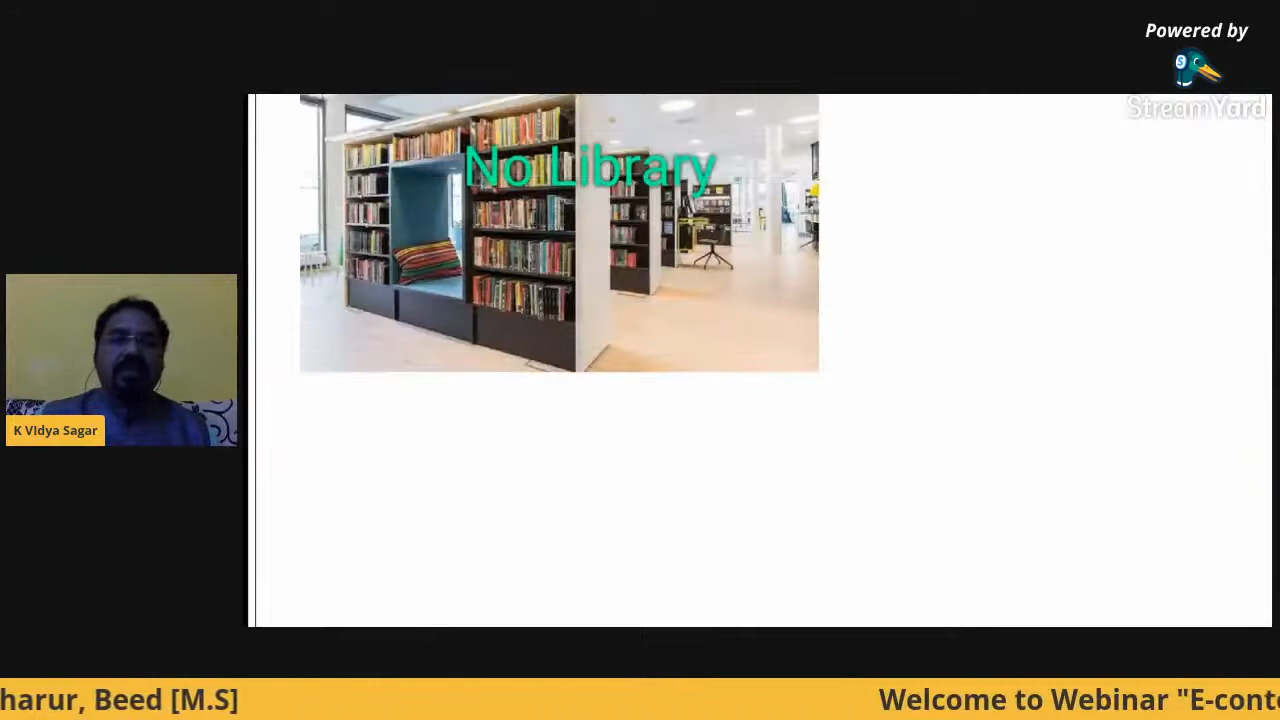 Powered by
StreamYard
No Library
K Vidya Sagar
harur, Beed [M.S]
Welcome to Webinar "E-conte